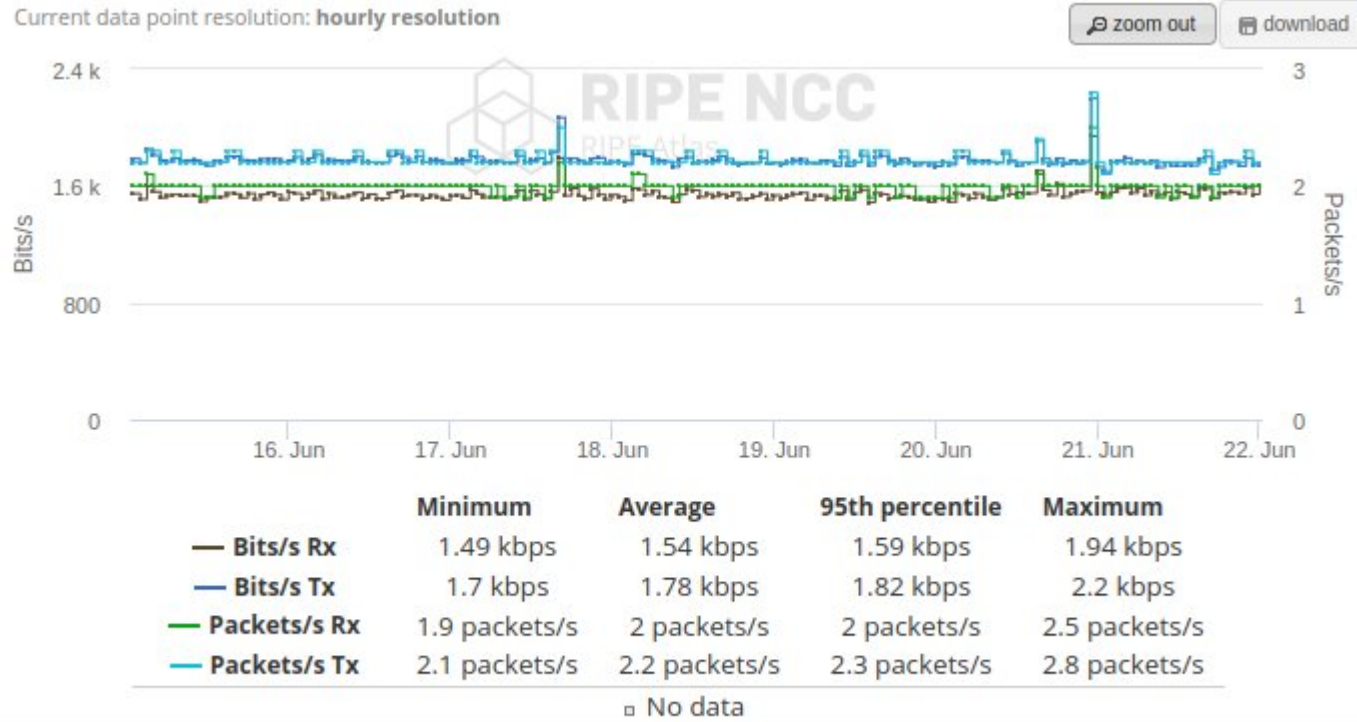 Current data point resolution: hourly resolution
zoom out
download
2.4 k
3
RIPE NCC
RIPE Atlas
1.6 k
2
Bits/s
Packets/s
800
1
0
0
16. Jun 17. Jun 18. Jun 19. Jun 20. Jun 21. Jun 22. Jun
Minimum Average 95th percentile Maximum
Bits/s Rx 1.49 kbps 1.54 kbps 1.59 kbps 1.94 kbps
Bits/s Tx 1.7 kbps 1.78 kbps 1.82 kbps 2.2 kbps
Packets/s Rx 1.9 packets/s 2 packets/s 2 packets/s 2.5 packets/s
Packets/s Tx 2.1 packets/s 2.2 packets/s 2.3 packets/s 2.8 packets/s
No data